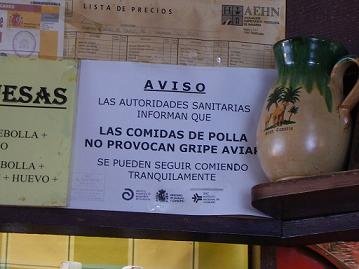 LISTA DE PRECIOS
AEHN
ESAS
EBOLLA +
O
BOLLA +
+ HUEVO +
AVISO
LAS AUTORIDADES SANITARIAS
INFORMAN QUE
LAS COMIDAS DE POLLA
NO PROVOCAN GRIPE AVIAR
SE PUEDEN SEGUIR COMIENDO
TRANQUILAMENTE